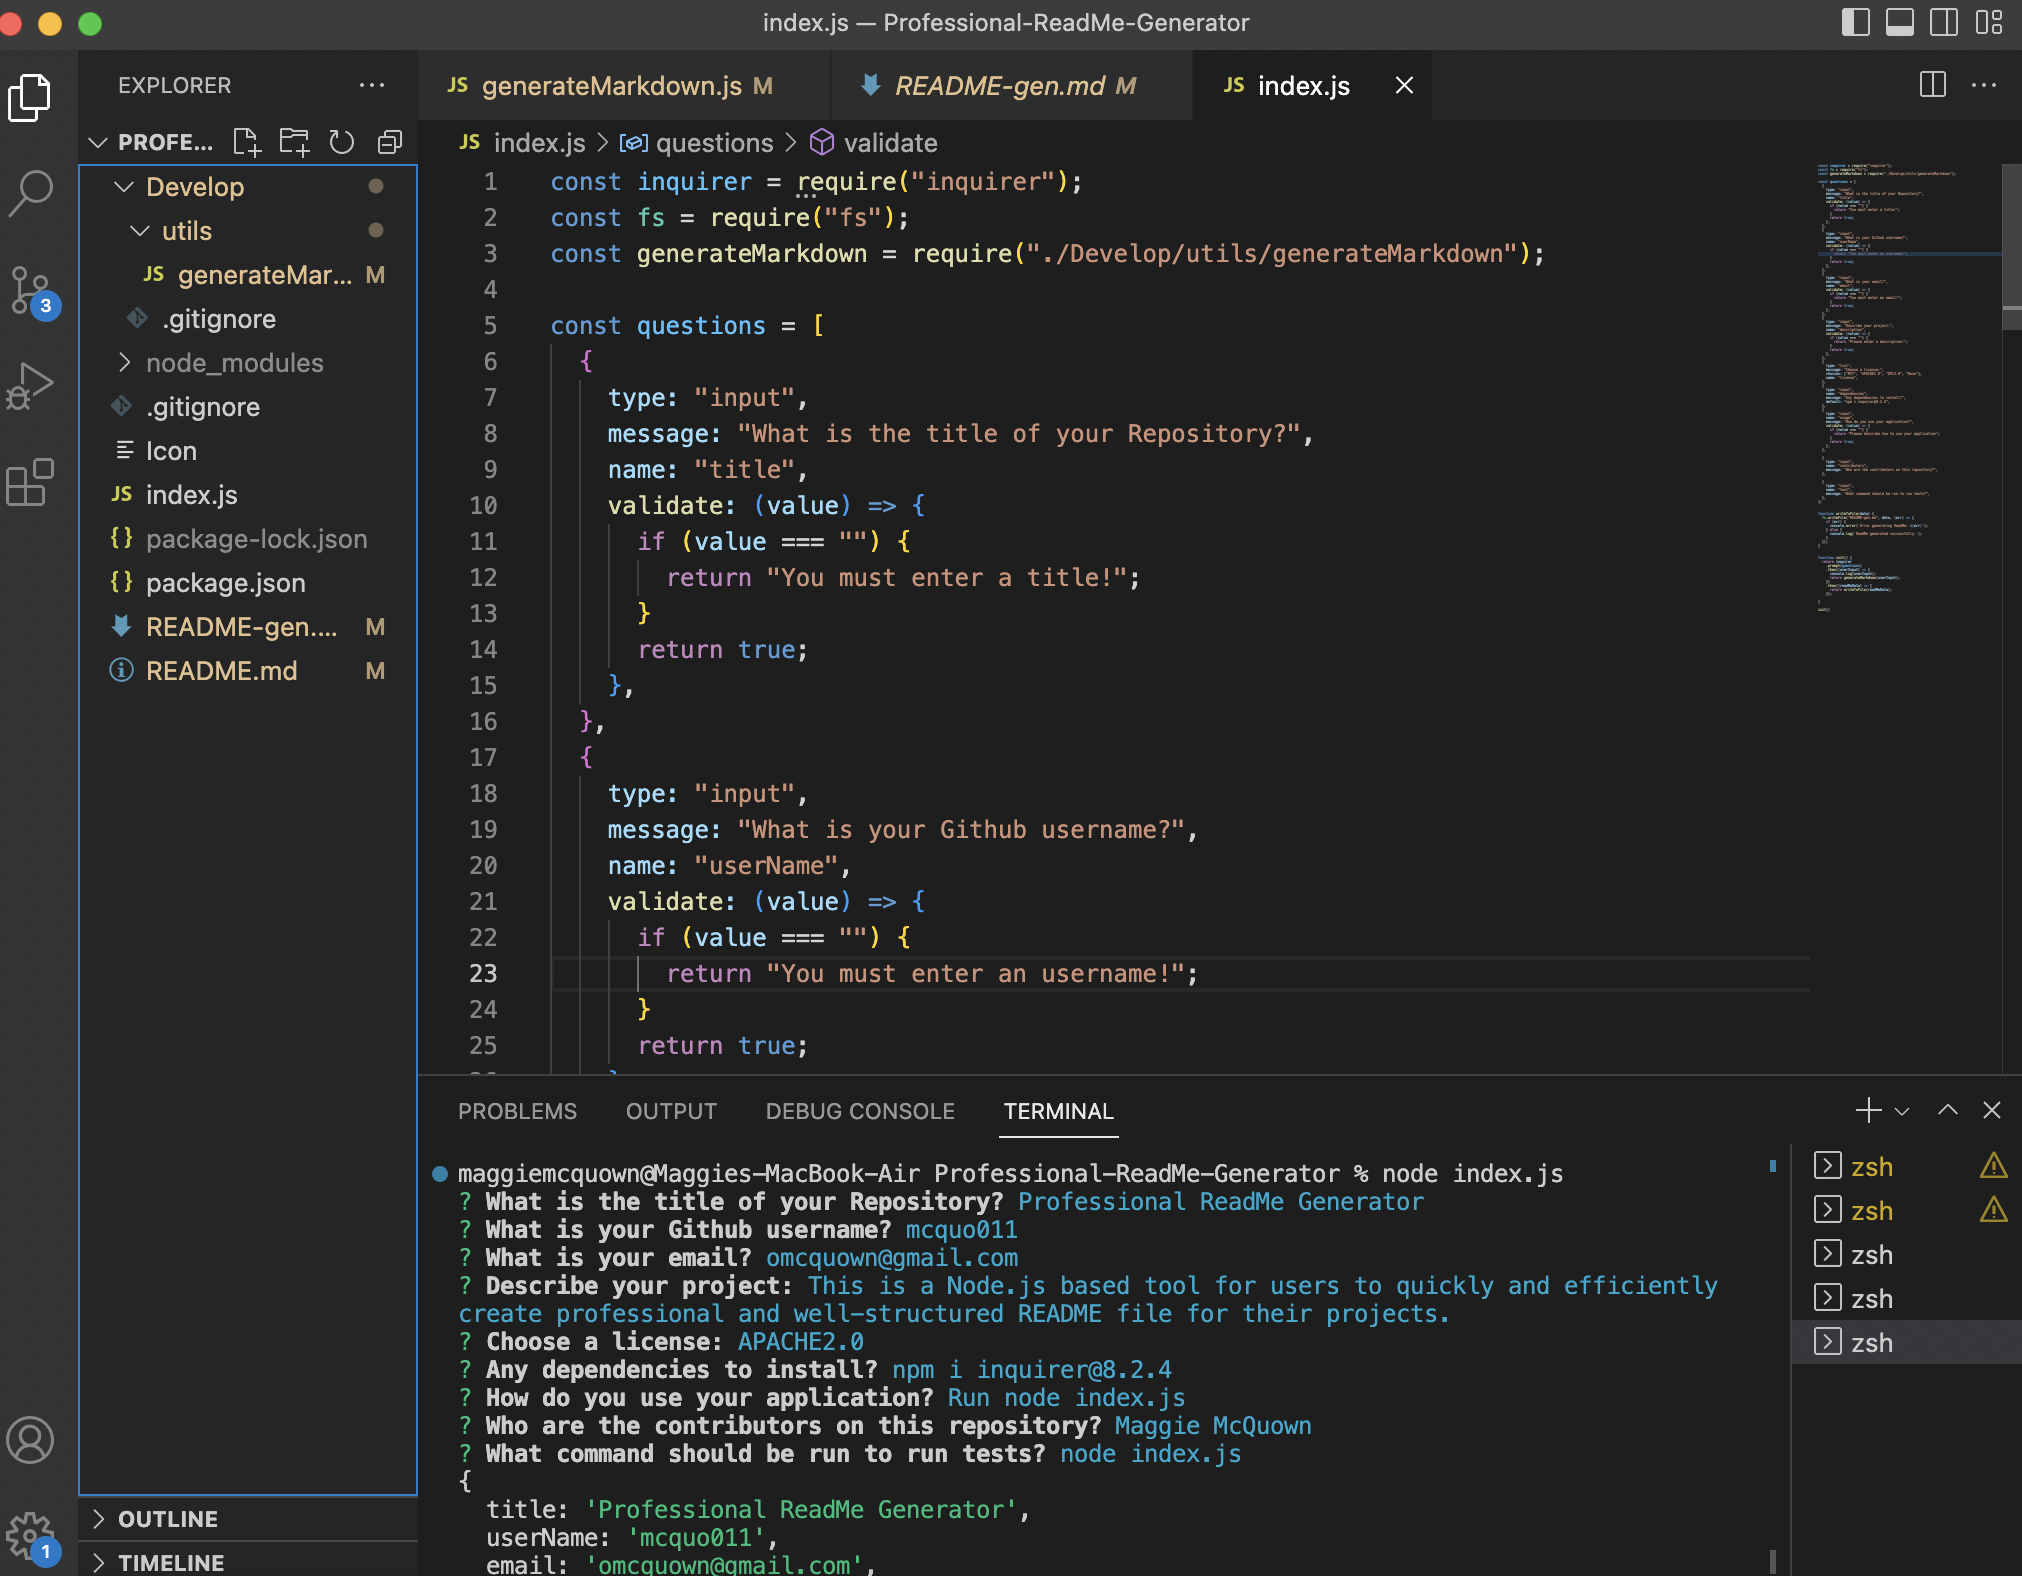 index.js — Professional-ReadMe-Generator
EXPLORER
PROFE...
Develop
utils
JS generateMar... M
.gitignore
node_modules
.gitignore
Icon
JS index.js
{} package-lock.json
{} package.json
README-gen.... M
README.md M
OUTLINE
TIMELINE
3
1
JS generateMarkdown.js M
README-gen.md M
JS index.js
JS index.js > questions > validate
1 const inquirer = require("inquirer");
2 const fs = require("fs");
3 const generateMarkdown = require("./Develop/utils/generateMarkdown");
4
5 const questions = [
6 {
7 type: "input",
8 message: "What is the title of your Repository?",
9 name: "title",
10 validate: (value) => {
11 if (value === "") {
12 return "You must enter a title!";
13 }
14 return true;
15 },
16 },
17 {
18 type: "input",
19 message: "What is your Github username?",
20 name: "userName",
21 validate: (value) => {
22 if (value === "") {
23 return "You must enter an username!";
24 }
25 return true;
PROBLEMS OUTPUT DEBUG CONSOLE TERMINAL
maggiemcquown@Maggies-MacBook-Air Professional-ReadMe-Generator % node index.js
? What is the title of your Repository? Professional ReadMe Generator
? What is your Github username? mcquo011
? What is your email? omcquown@gmail.com
? Describe your project: This is a Node.js based tool for users to quickly and efficiently
create professional and well-structured README file for their projects.
? Choose a license: APACHE2.0
? Any dependencies to install? npm i inquirer@8.2.4
? How do you use your application? Run node index.js
? Who are the contributors on this repository? Maggie McQuown
? What command should be run to run tests? node index.js
{
title: 'Professional ReadMe Generator',
userName: 'mcquo011',
email: 'omcquown@gmail.com',
zsh
zsh
zsh
zsh
zsh